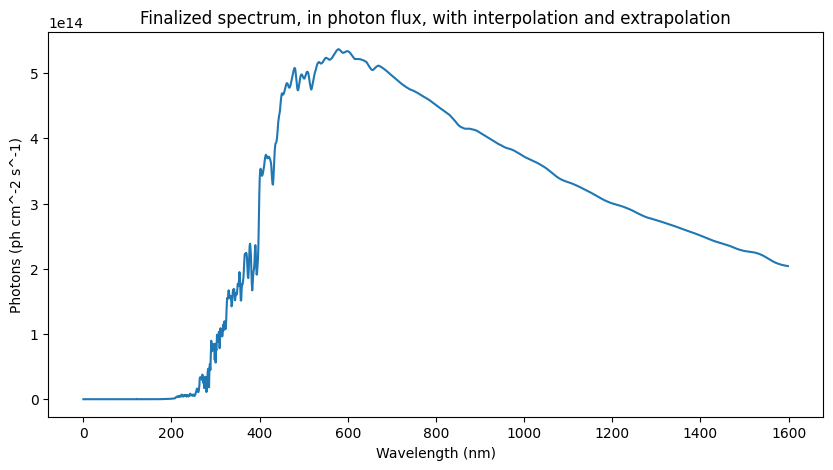 Finalized spectrum, in photon flux, with interpolation and extrapolation
1e14
5
4
3
2
1
0
Photons (ph cm^-2 s^-1)
0 200 400 600 800 1000 1200 1400 1600
Wavelength (nm)